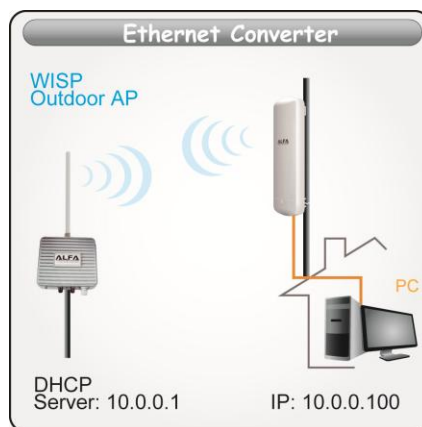 Ethernet Converter
WISP
Outdoor AP
ALFA
ALFA
PC
DHCP
Server: 10.0.0.1
IP: 10.0.0.100